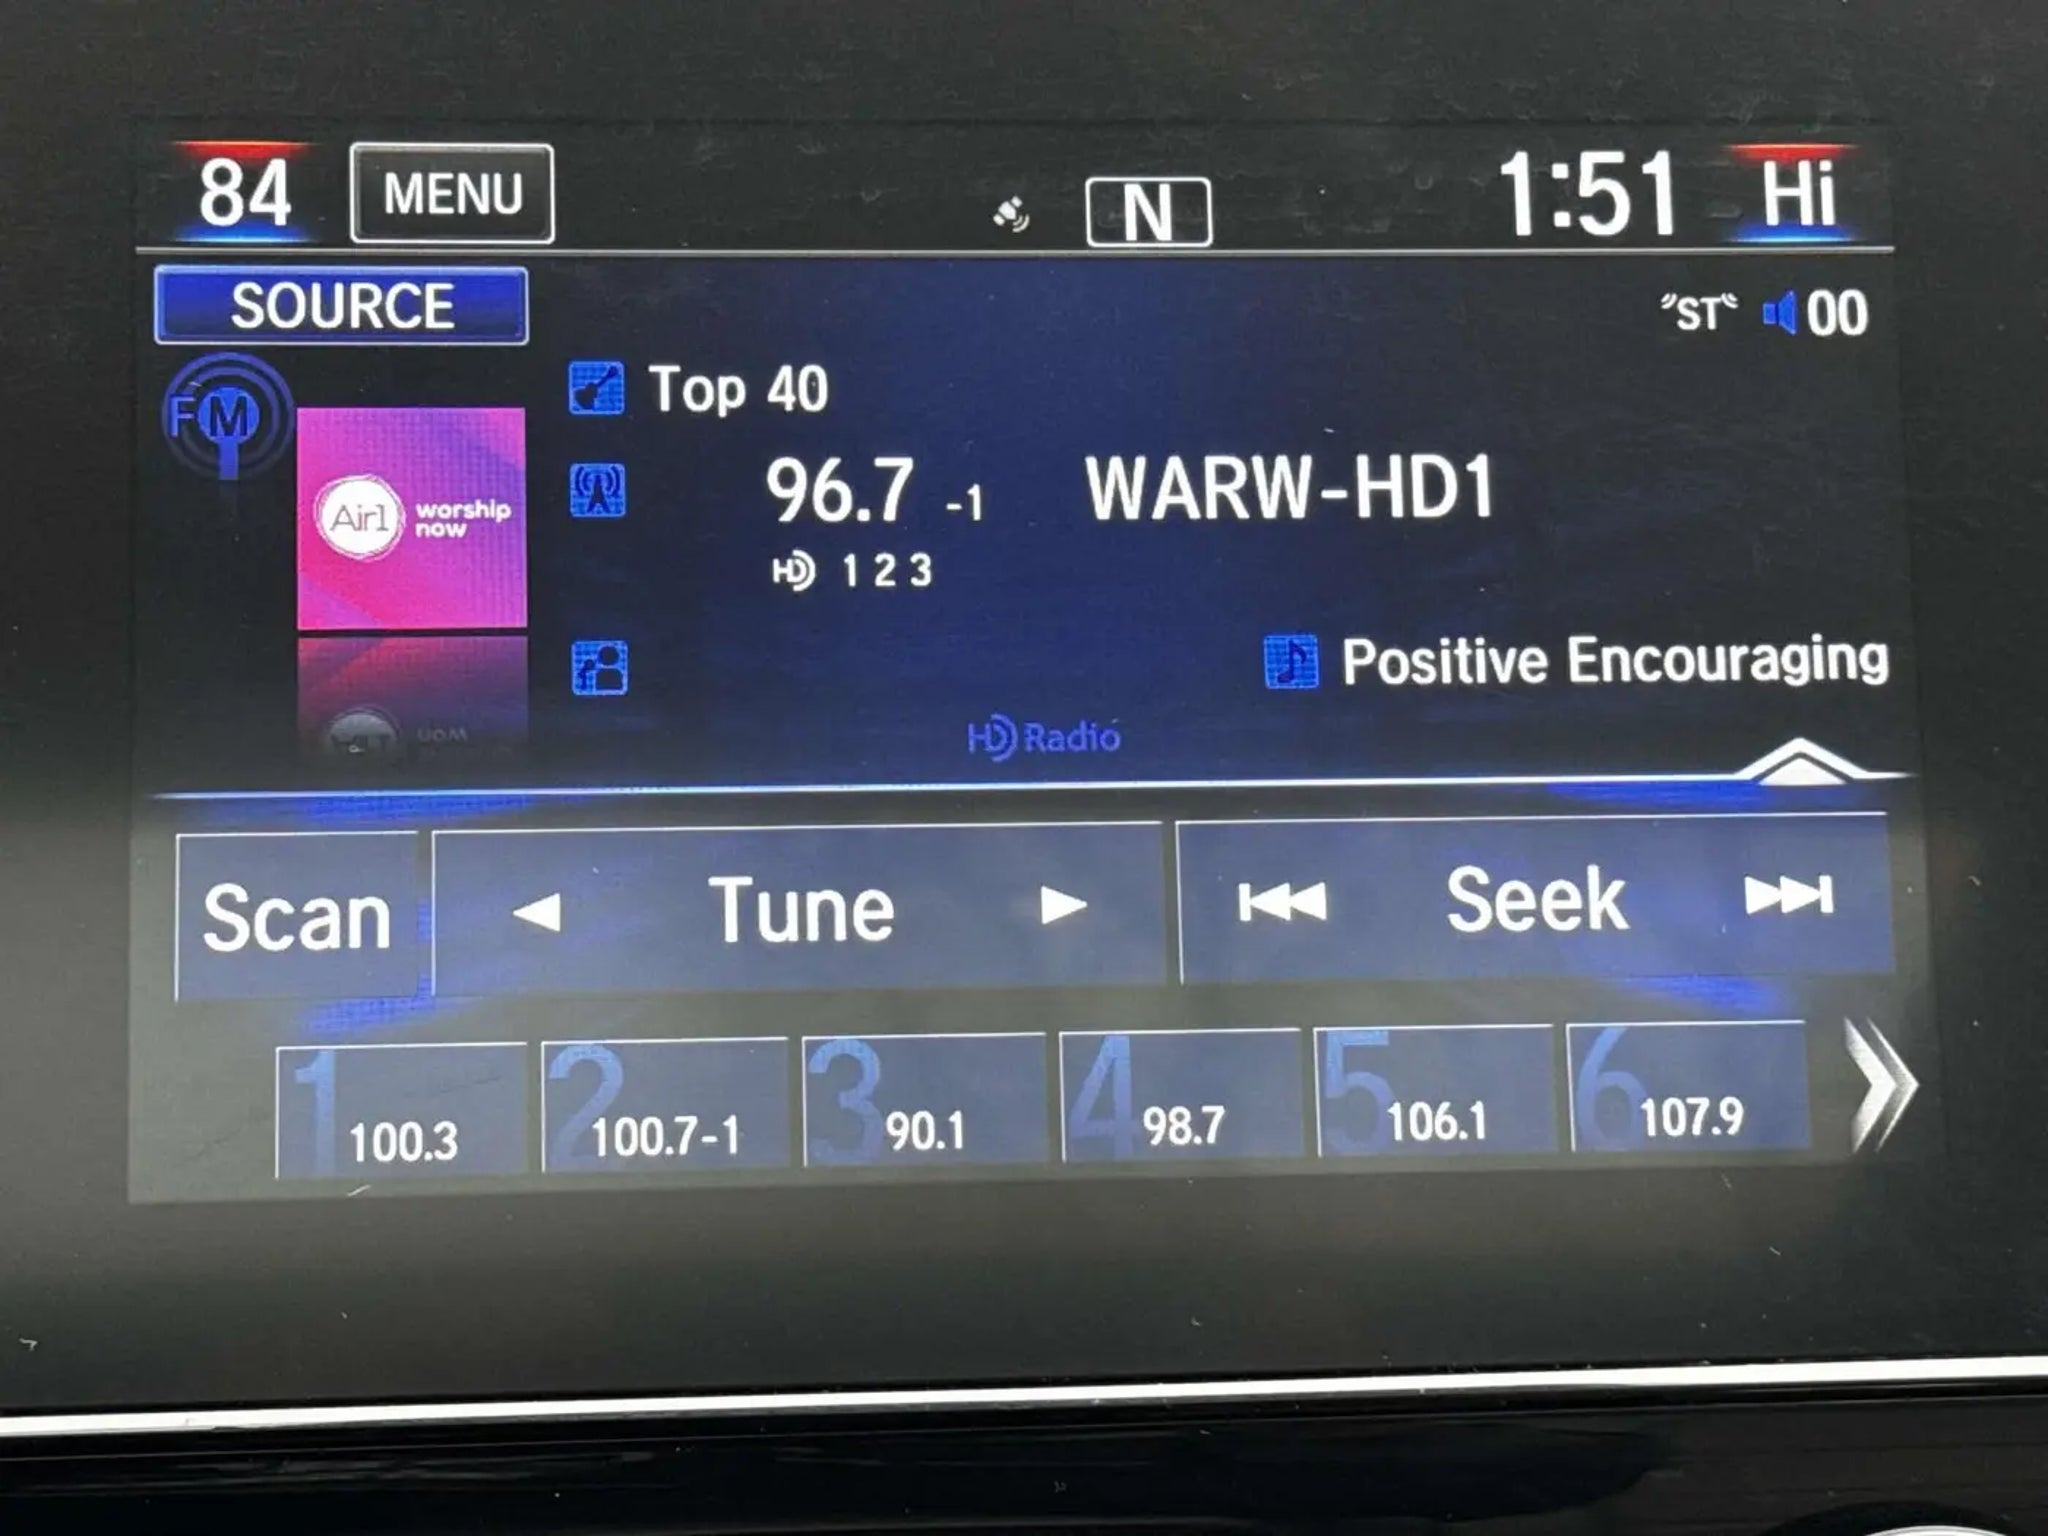 84 MENU N 1:51 Hi
SOURCE "ST" 00
FM Top 40
Air1 worship
now
96.7 -1 WARW-HD1
HD 1 2 3
Positive Encouraging
HD Radio
Scan Tune Seek
1 100.3 2 100.7-1 3 90.1 4 98.7 5 106.1 6 107.9